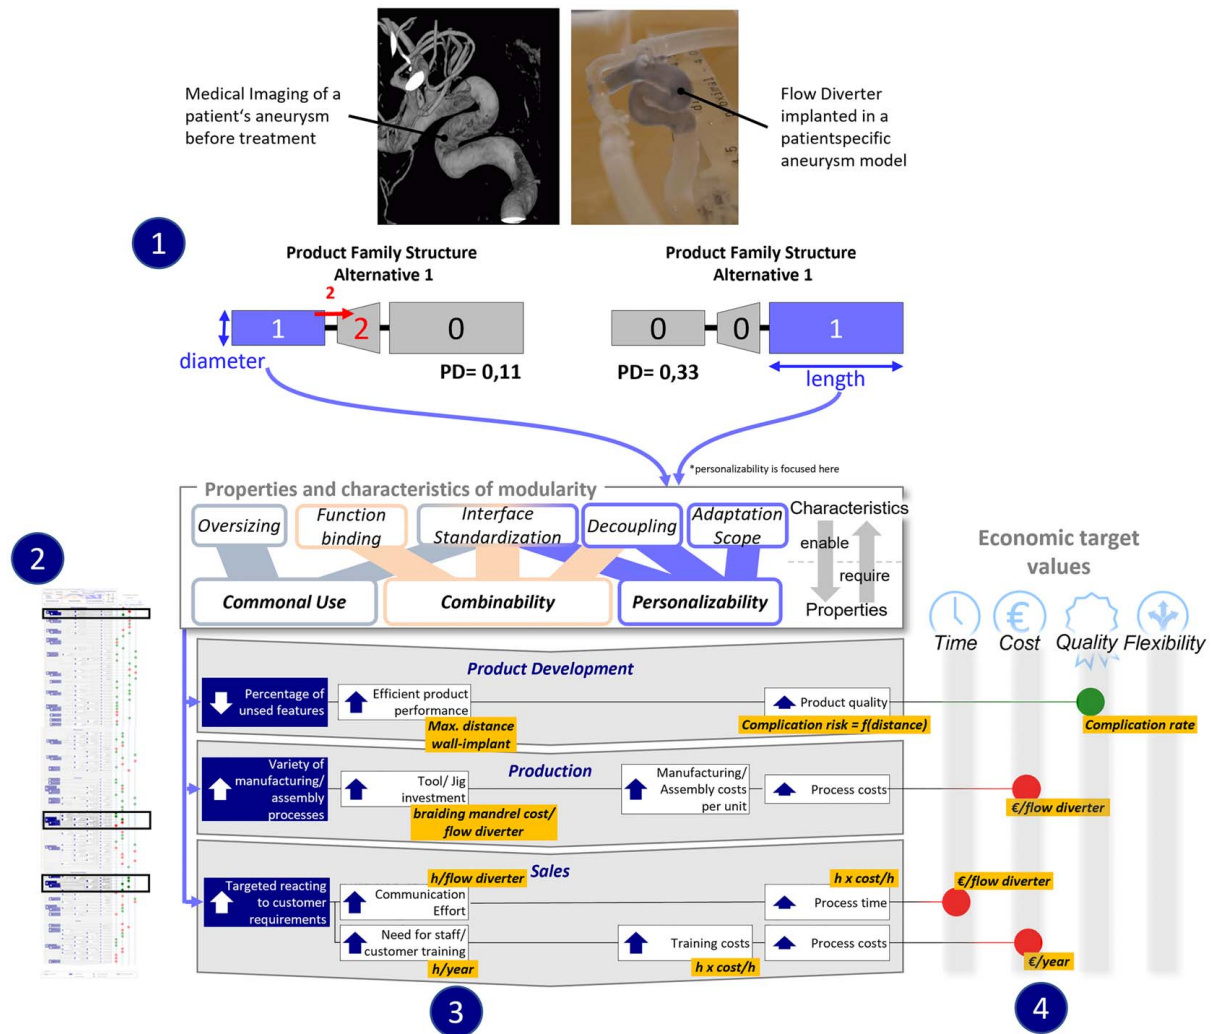 Medical Imaging of a
patient's aneurysm
before treatment
Flow Diverter
implanted in a
patientspecific
aneurysm model
1
Product Family Structure
Alternative 1
2
1
2
0
diameter
PD= 0,11
Product Family Structure
Alternative 1
0
0
1
PD= 0,33
length
*personalizability is focused here
Properties and characteristics of modularity
Oversizing
Function
binding
Interface
Standardization
Decoupling
Adaptation
Scope
Characteristics
enable
require
Properties
Commonal Use
Combinability
Personalizability
2
Economic target
values
€
Time
Cost
Quality
Flexibility
Product Development
Percentage of
unsed features
Efficient product
performance
Max. distance
wall-implant
Product quality
Complication risk = f(distance)
Complication rate
Production
Variety of
manufacturing/
assembly
processes
Tool/ Jig
investment
braiding mandrel cost/
flow diverter
Manufacturing/
Assembly costs
per unit
Process costs
€/flow diverter
Sales
Targeted reacting
to customer
requirements
h/flow diverter
Communication
Effort
h x cost/h
Process time
€/flow diverter
Need for staff/
customer training
h/year
Training costs
h x cost/h
Process costs
€/year
3
4